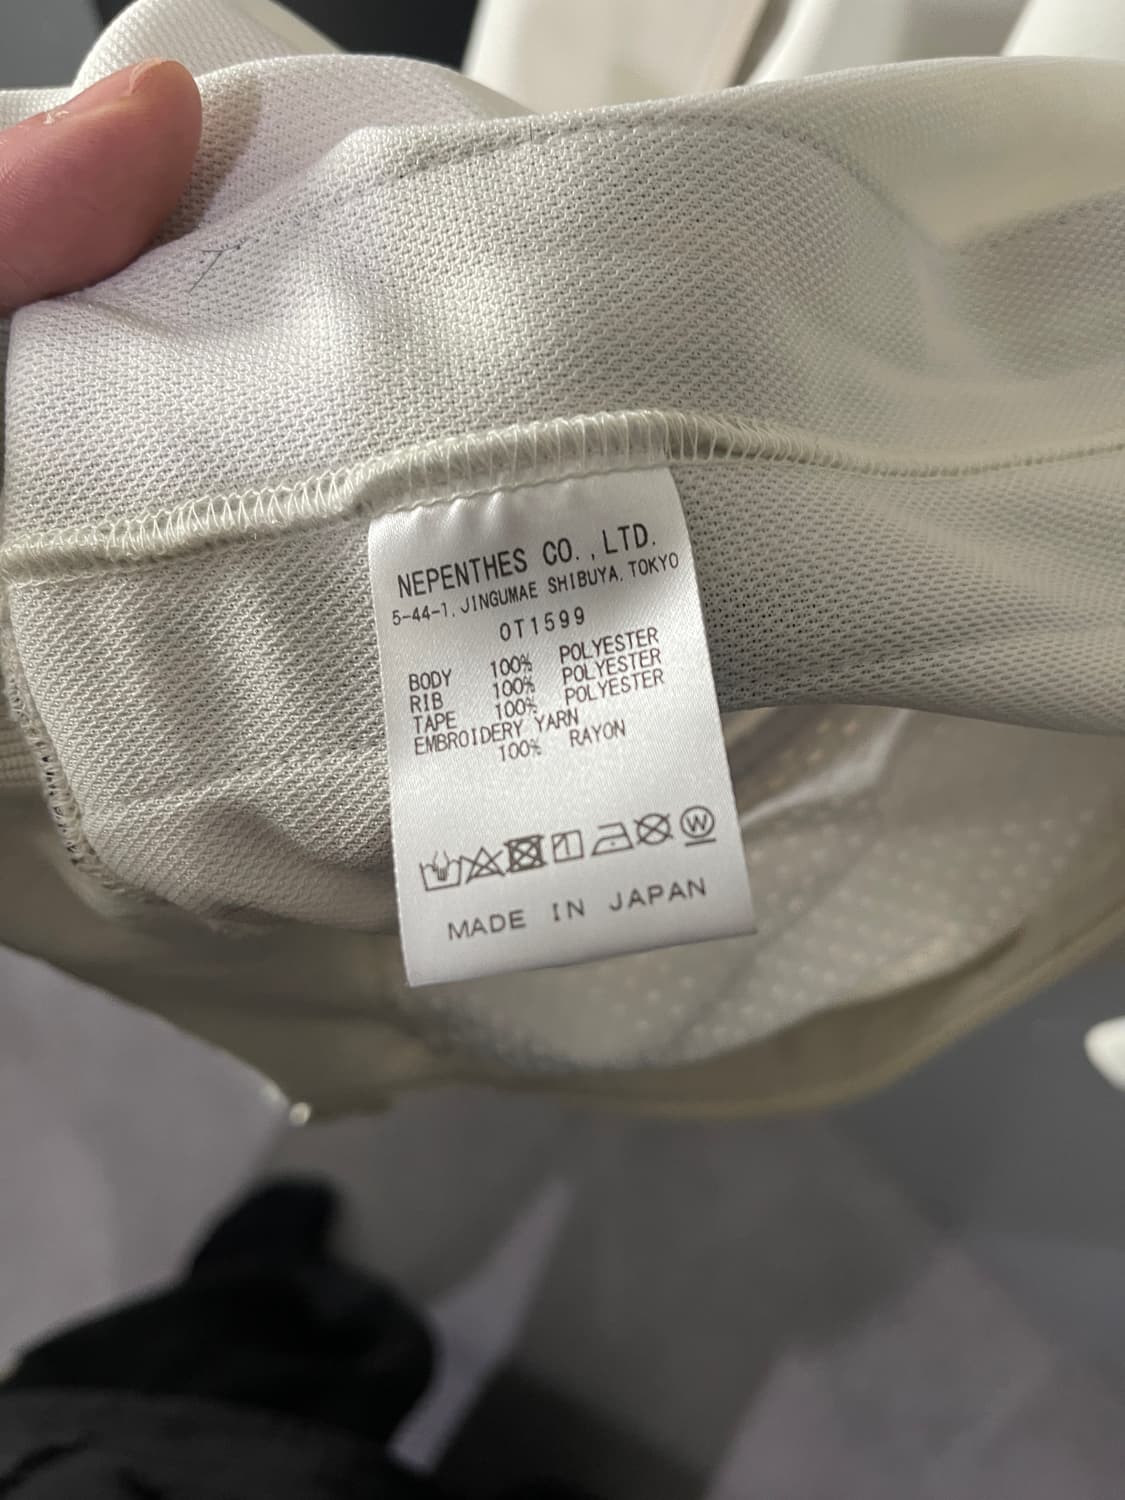 NEPENTHES CO.,LTD.
5-44-1, JINGUMAE SHIBUYA, TOKYO
OT1599
BODY 100% POLYESTER
RIB 100% POLYESTER
TAPE 100% POLYESTER
EMBROIDERY YARN
100% RAYON
W
MADE IN JAPAN